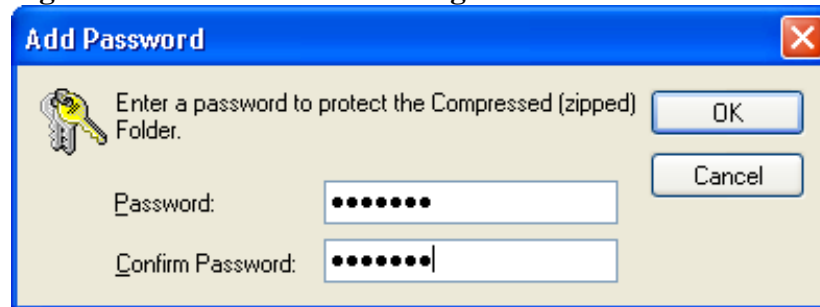 Add Password
Enter a password to protect the Compressed (zipped)
Folder.
OK
Cancel
Password:
•••••••
Confirm Password:
•••••••